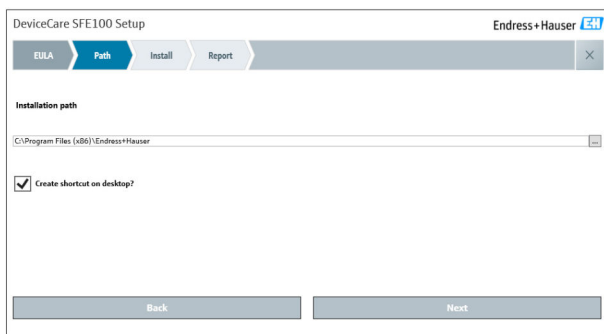 DeviceCare SFE100 Setup
Endress+Hauser EH
EULA Path Install Report
Installation path
C:\Program Files (x86)\Endress+Hauser
...
Create shortcut on desktop?
Back Next